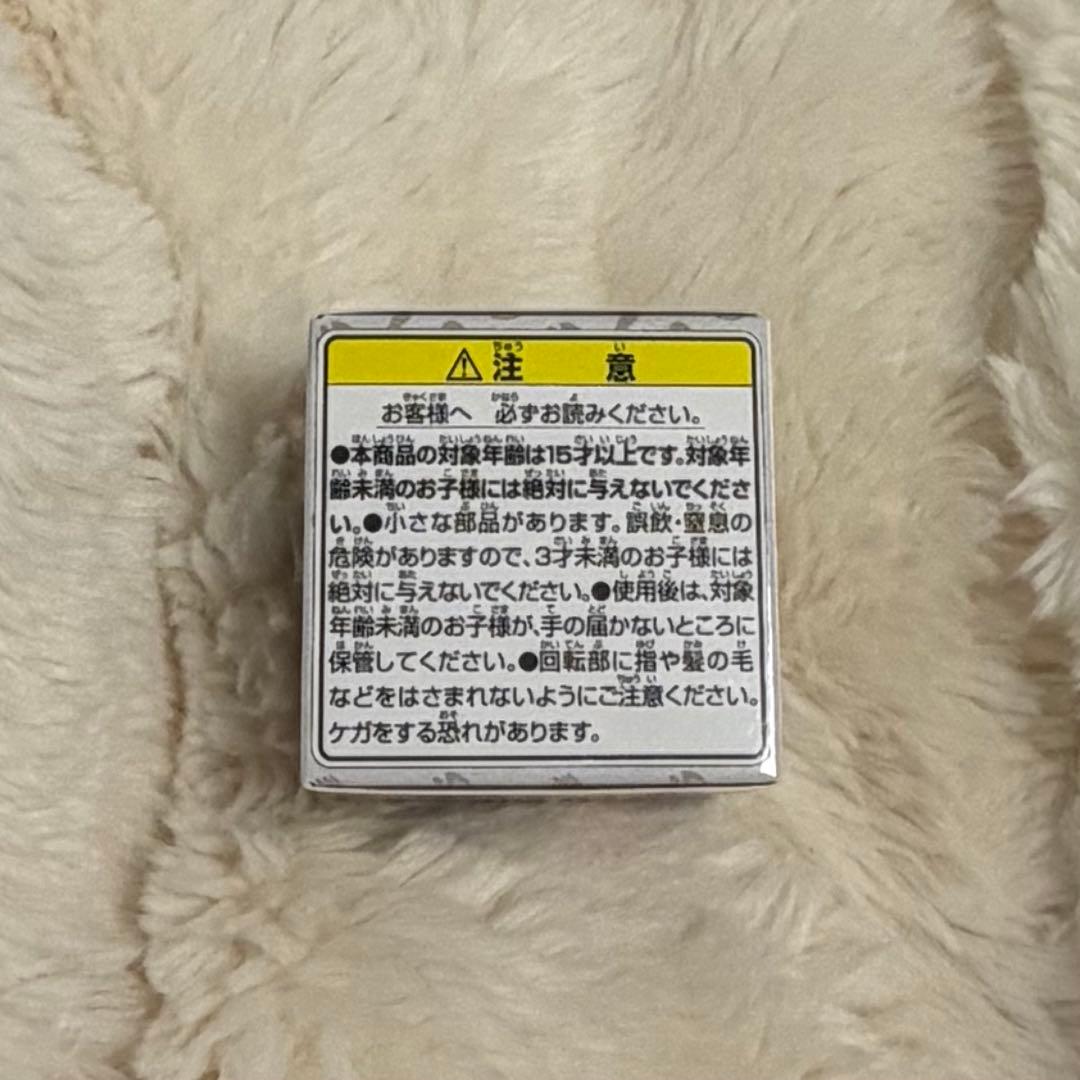 ⚠注意
お客様へ 必ずお読みください。
●本商品の対象年齢は15才以上です。対象年
齢未満のお子様には絶対に与えないでくださ
い。●小さな部品があります。誤飲・窒息の
危険がありますので、3才未満のお子様には
絶対に与えないでください。●使用後は、対象
年齢未満のお子様が、手の届かないところに
保管してください。●回転部に指や髪の毛
などをはさまれないようにご注意ください。
ケガをする恐れがあります。